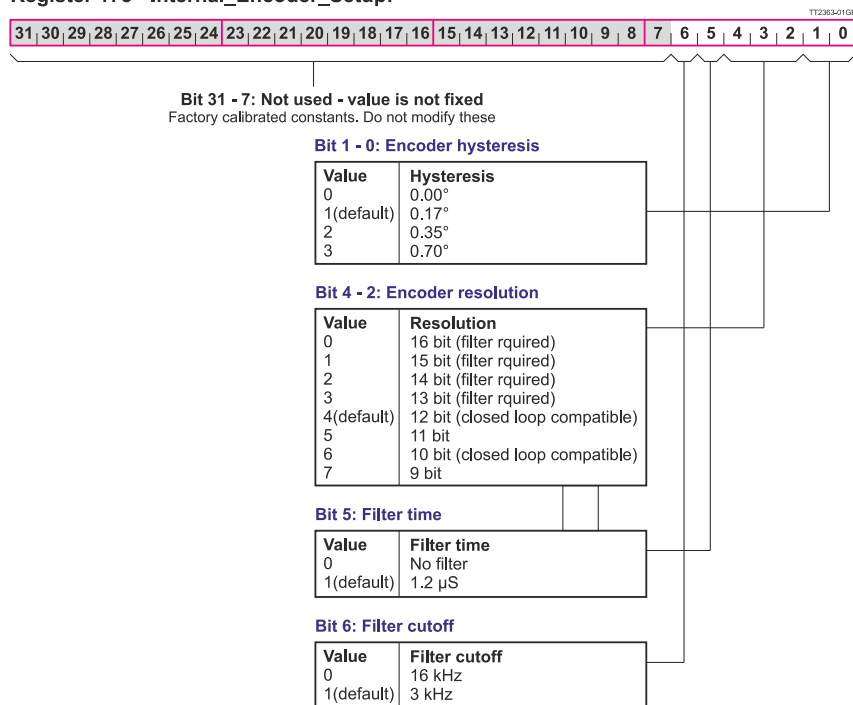 TT2363-01GB
31 30 29 28 27 26 25 24 23 22 21 20 19 18 17 16 15 14 13 12 11 10 9 8 7 6 5 4 3 2 1 0
Bit 31 - 7: Not used - value is not fixed
Factory calibrated constants. Do not modify these
Bit 1 - 0: Encoder hysteresis
Value Hysteresis
0 0.00°
1(default) 0.17°
2 0.35°
3 0.70°
Bit 4 - 2: Encoder resolution
Value Resolution
0 16 bit (filter rquired)
1 15 bit (filter rquired)
2 14 bit (filter rquired)
3 13 bit (filter rquired)
4(default) 12 bit (closed loop compatible)
5 11 bit
6 10 bit (closed loop compatible)
7 9 bit
Bit 5: Filter time
Value Filter time
0 No filter
1(default) 1.2 µS
Bit 6: Filter cutoff
Value Filter cutoff
0 16 kHz
1(default) 3 kHz